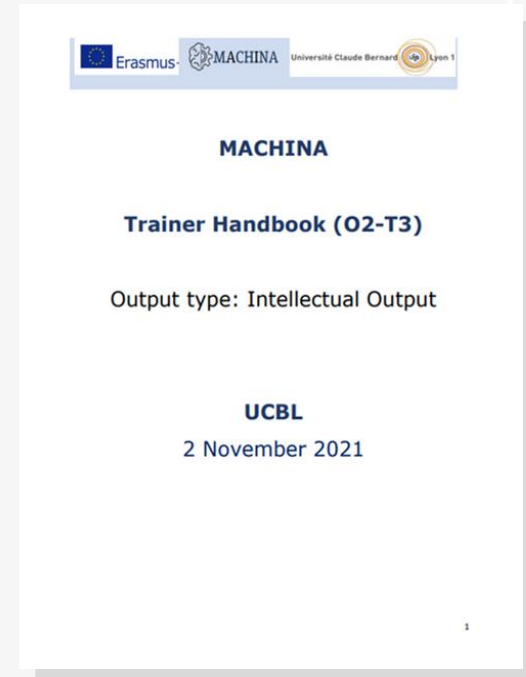 Erasmus+ MACHINA Université Claude Bernard Lyon 1
MACHINA
Trainer Handbook (O2-T3)
Output type: Intellectual Output
UCBL
2 November 2021
1